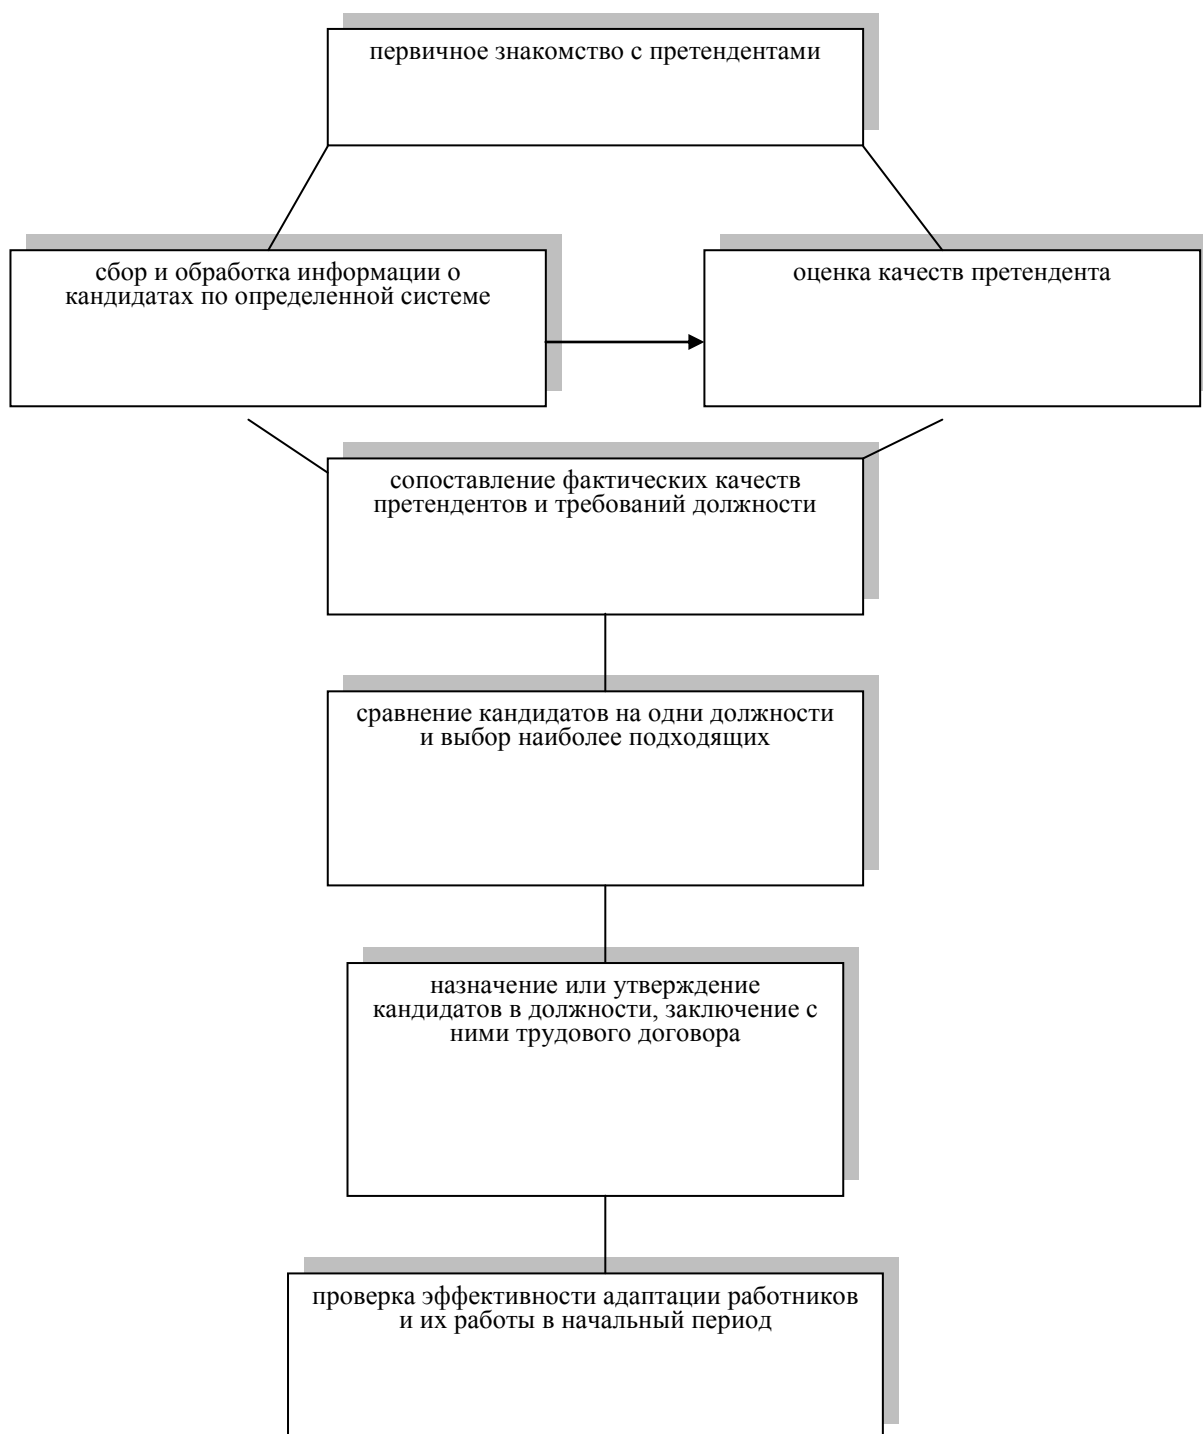 первичное знакомство с претендентами
сбор и обработка информации о
кандидатах по определенной системе
оценка качеств претендента
сопоставление фактических качеств
претендентов и требований должности
сравнение кандидатов на одни должности
и выбор наиболее подходящих
назначение или утверждение
кандидатов в должности, заключение с
ними трудового договора
проверка эффективности адаптации работников
и их работы в начальный период